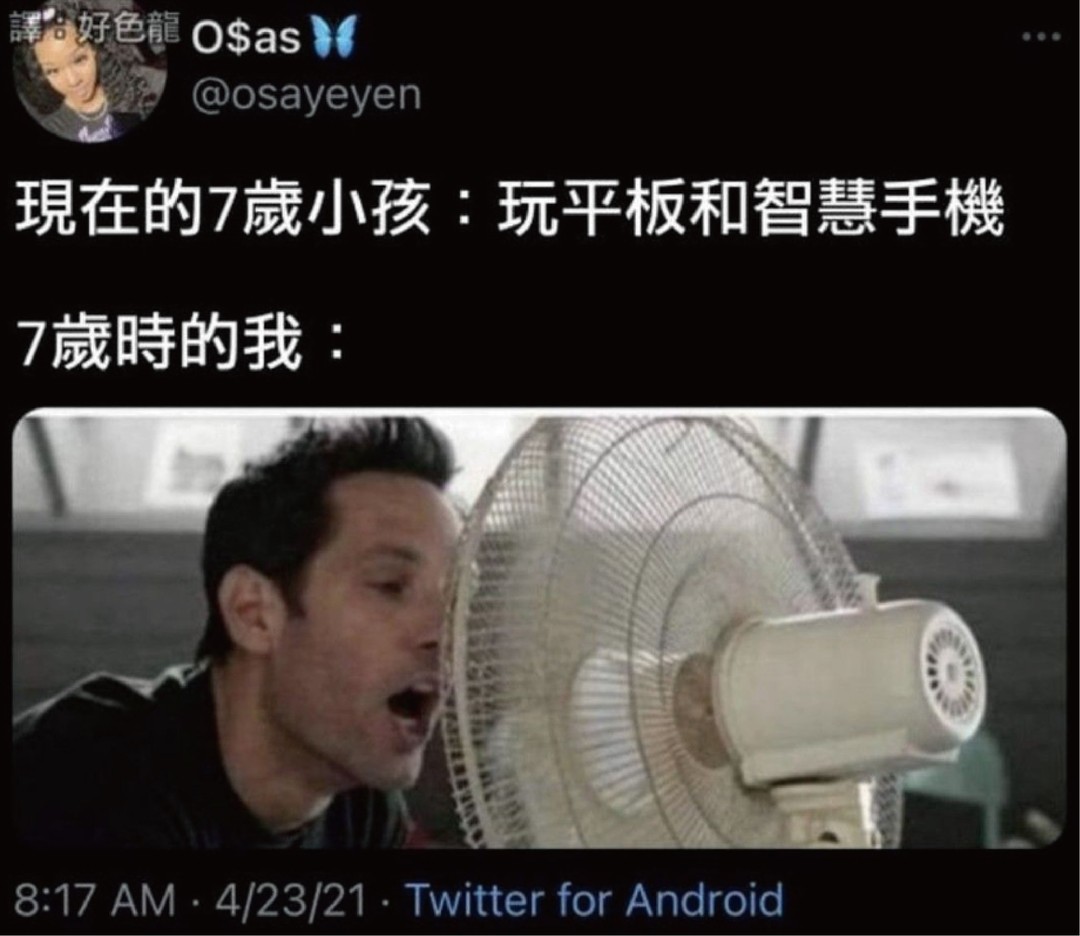 譯：好色龍
O$as🦋
@osayeyen
現在的7歲小孩：玩平板和智慧手機
7歲時的我：
8:17 AM · 4/23/21 · Twitter for Android